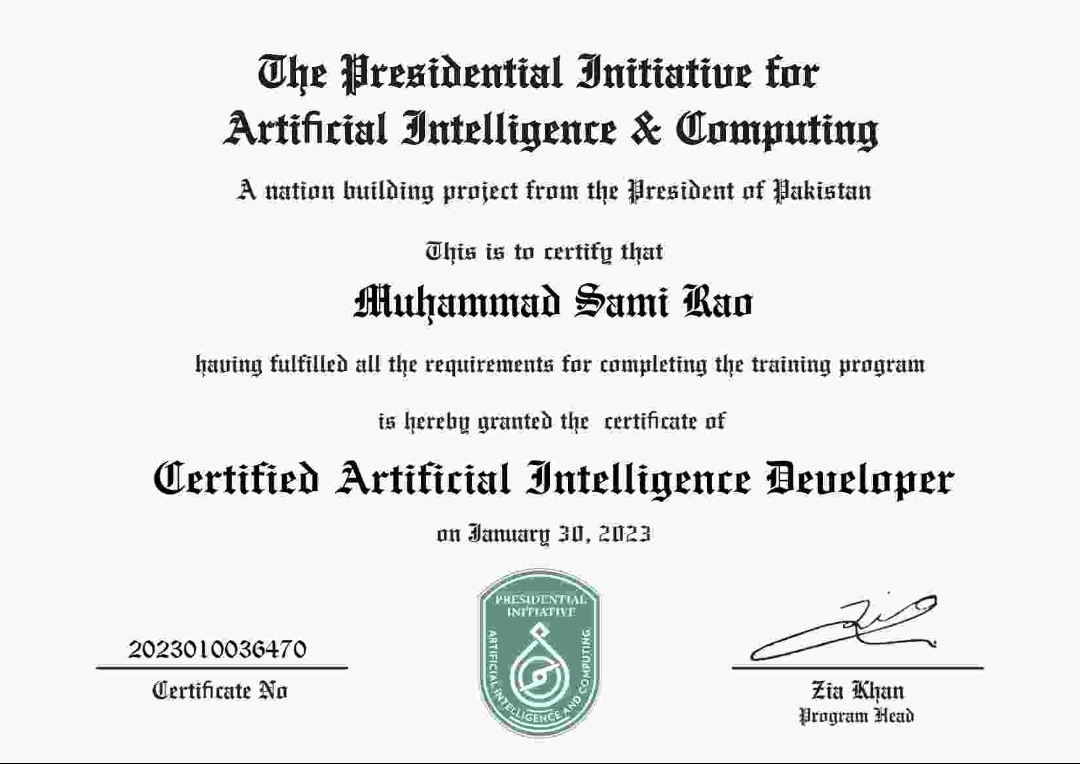 The Presidential Initiative for
Artificial Intelligence & Computing
A nation building project from the President of Pakistan
This is to certify that
Muhammad Sami Rao
having fulfilled all the requirements for completing the training program
is hereby granted the certificate of
Certified Artificial Intelligence Developer
on January 30, 2023
PRESIDENTIAL
INITIATIVE
ARTIFICIAL INTELLIGENCE AND COMPUTING
2023010036470
Certificate No
Zia
Zia Khan
Program Head